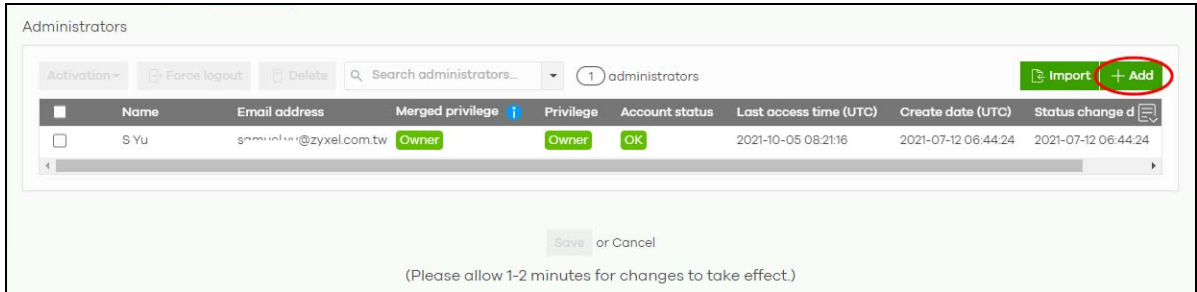 Administrators
Activation Force logout Delete Search administrators... 1 administrators Import + Add
Name Email address Merged privilege i Privilege Account status Last access time (UTC) Create date (UTC) Status change d
S Yu @zyxel.com.tw Owner Owner OK 2021-10-05 08:21:16 2021-07-12 06:44:24 2021-07-12 06:44:24
Save or Cancel
(Please allow 1-2 minutes for changes to take effect.)